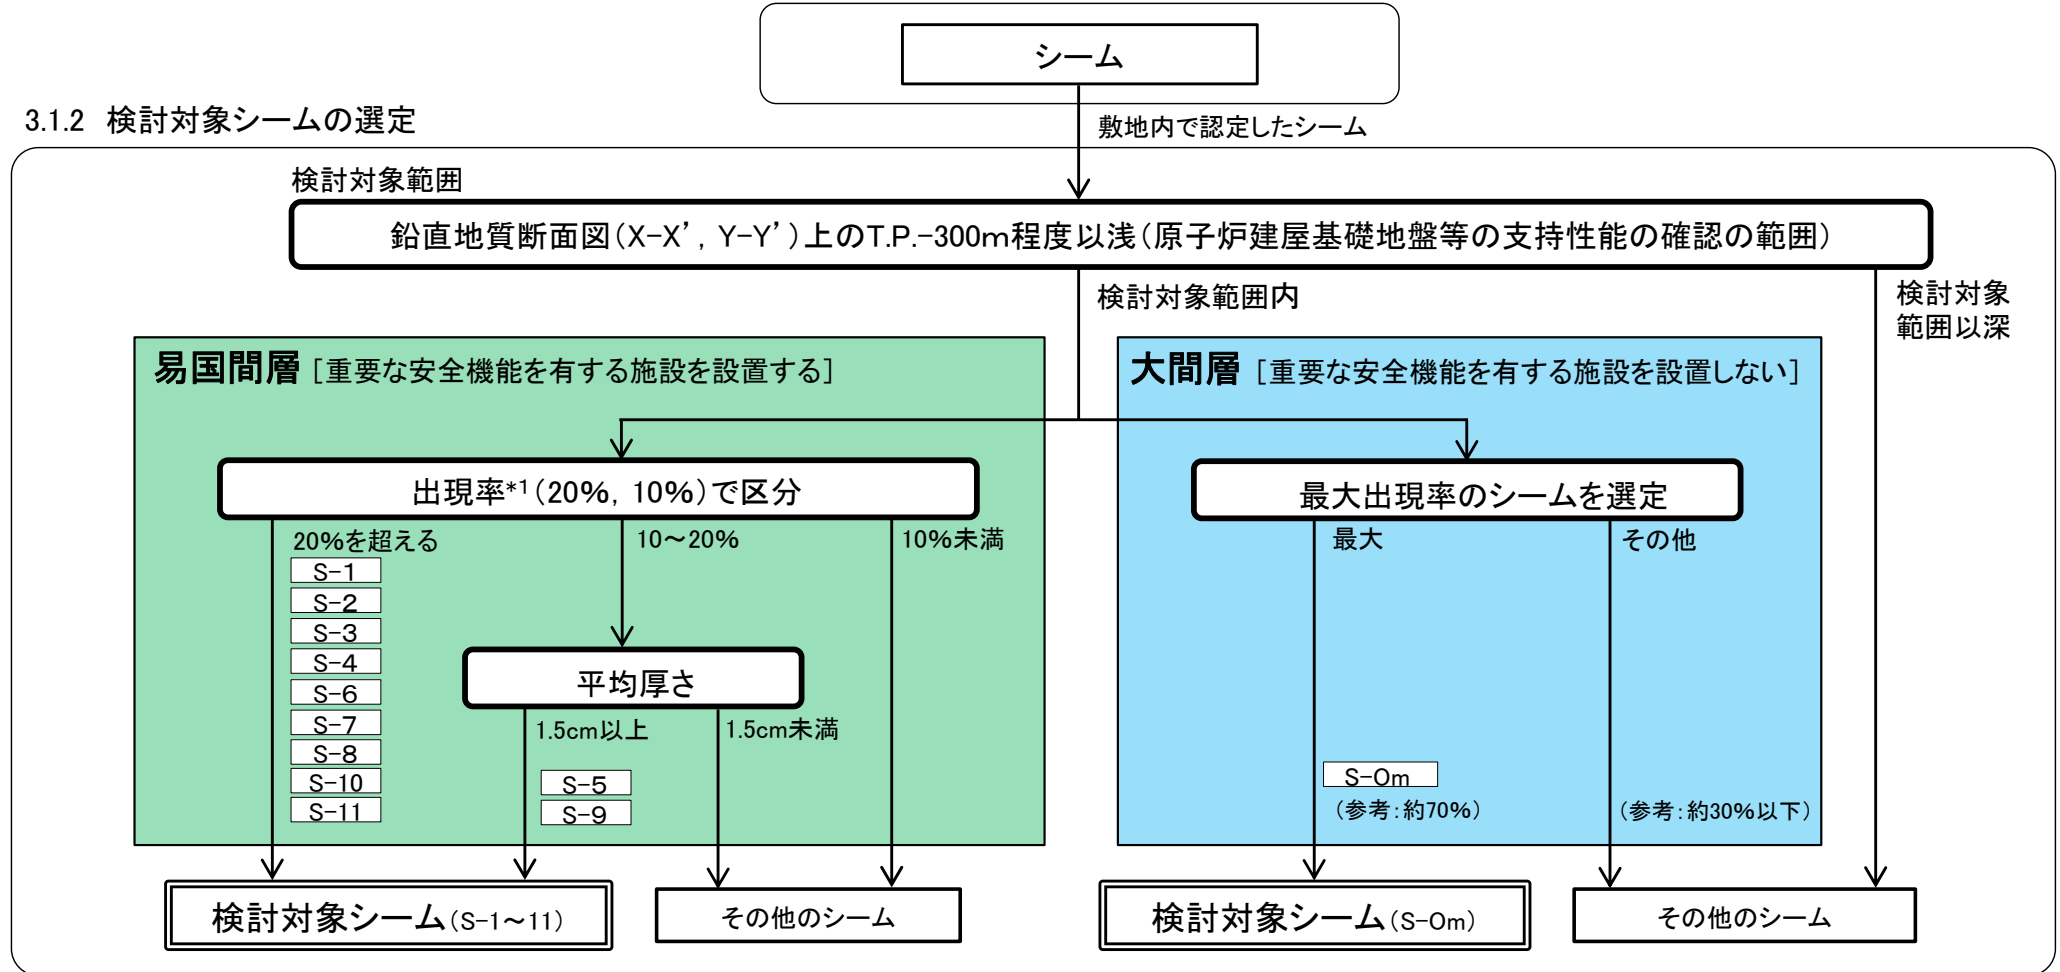 シーム
3.1.2 検討対象シームの選定
敷地内で認定したシーム
検討対象範囲
鉛直地質断面図(X-X’, Y-Y’)上のT.P.-300m程度以浅(原子炉建屋基礎地盤等の支持性能の確認の範囲)
検討対象範囲内
検討対象
範囲以深
易国間層 [重要な安全機能を有する施設を設置する]
大間層 [重要な安全機能を有する施設を設置しない]
出現率*1(20%, 10%)で区分
最大出現率のシームを選定
20%を超える
10~20%
10%未満
最大
その他
S-1
S-2
S-3
S-4
S-6
S-7
S-8
S-10
S-11
平均厚さ
1.5cm以上
1.5cm未満
S-5
S-9
S-Om
(参考:約70%)
(参考:約30%以下)
検討対象シーム(S-1~11)
その他のシーム
検討対象シーム(S-Om)
その他のシーム